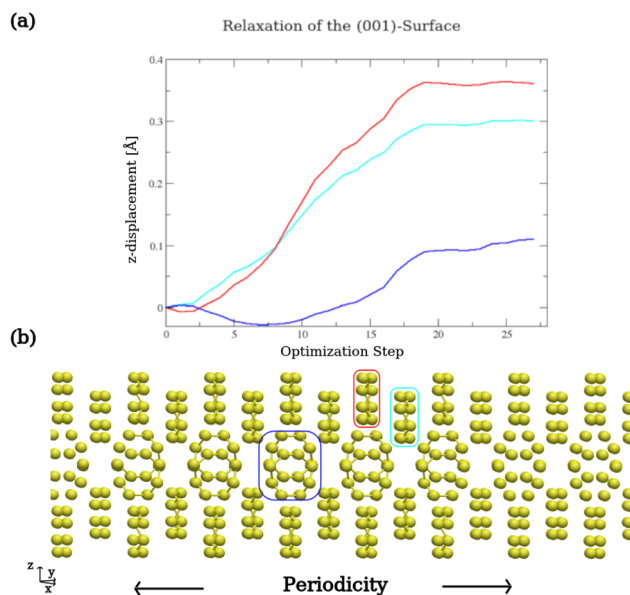 (a)
Relaxation of the (001)-Surface
0.4
0.3
0.2
0.1
0
z-displacement [Å]
0 5 10 15 20 25
Optimization Step
(b)
z y
x
Periodicity